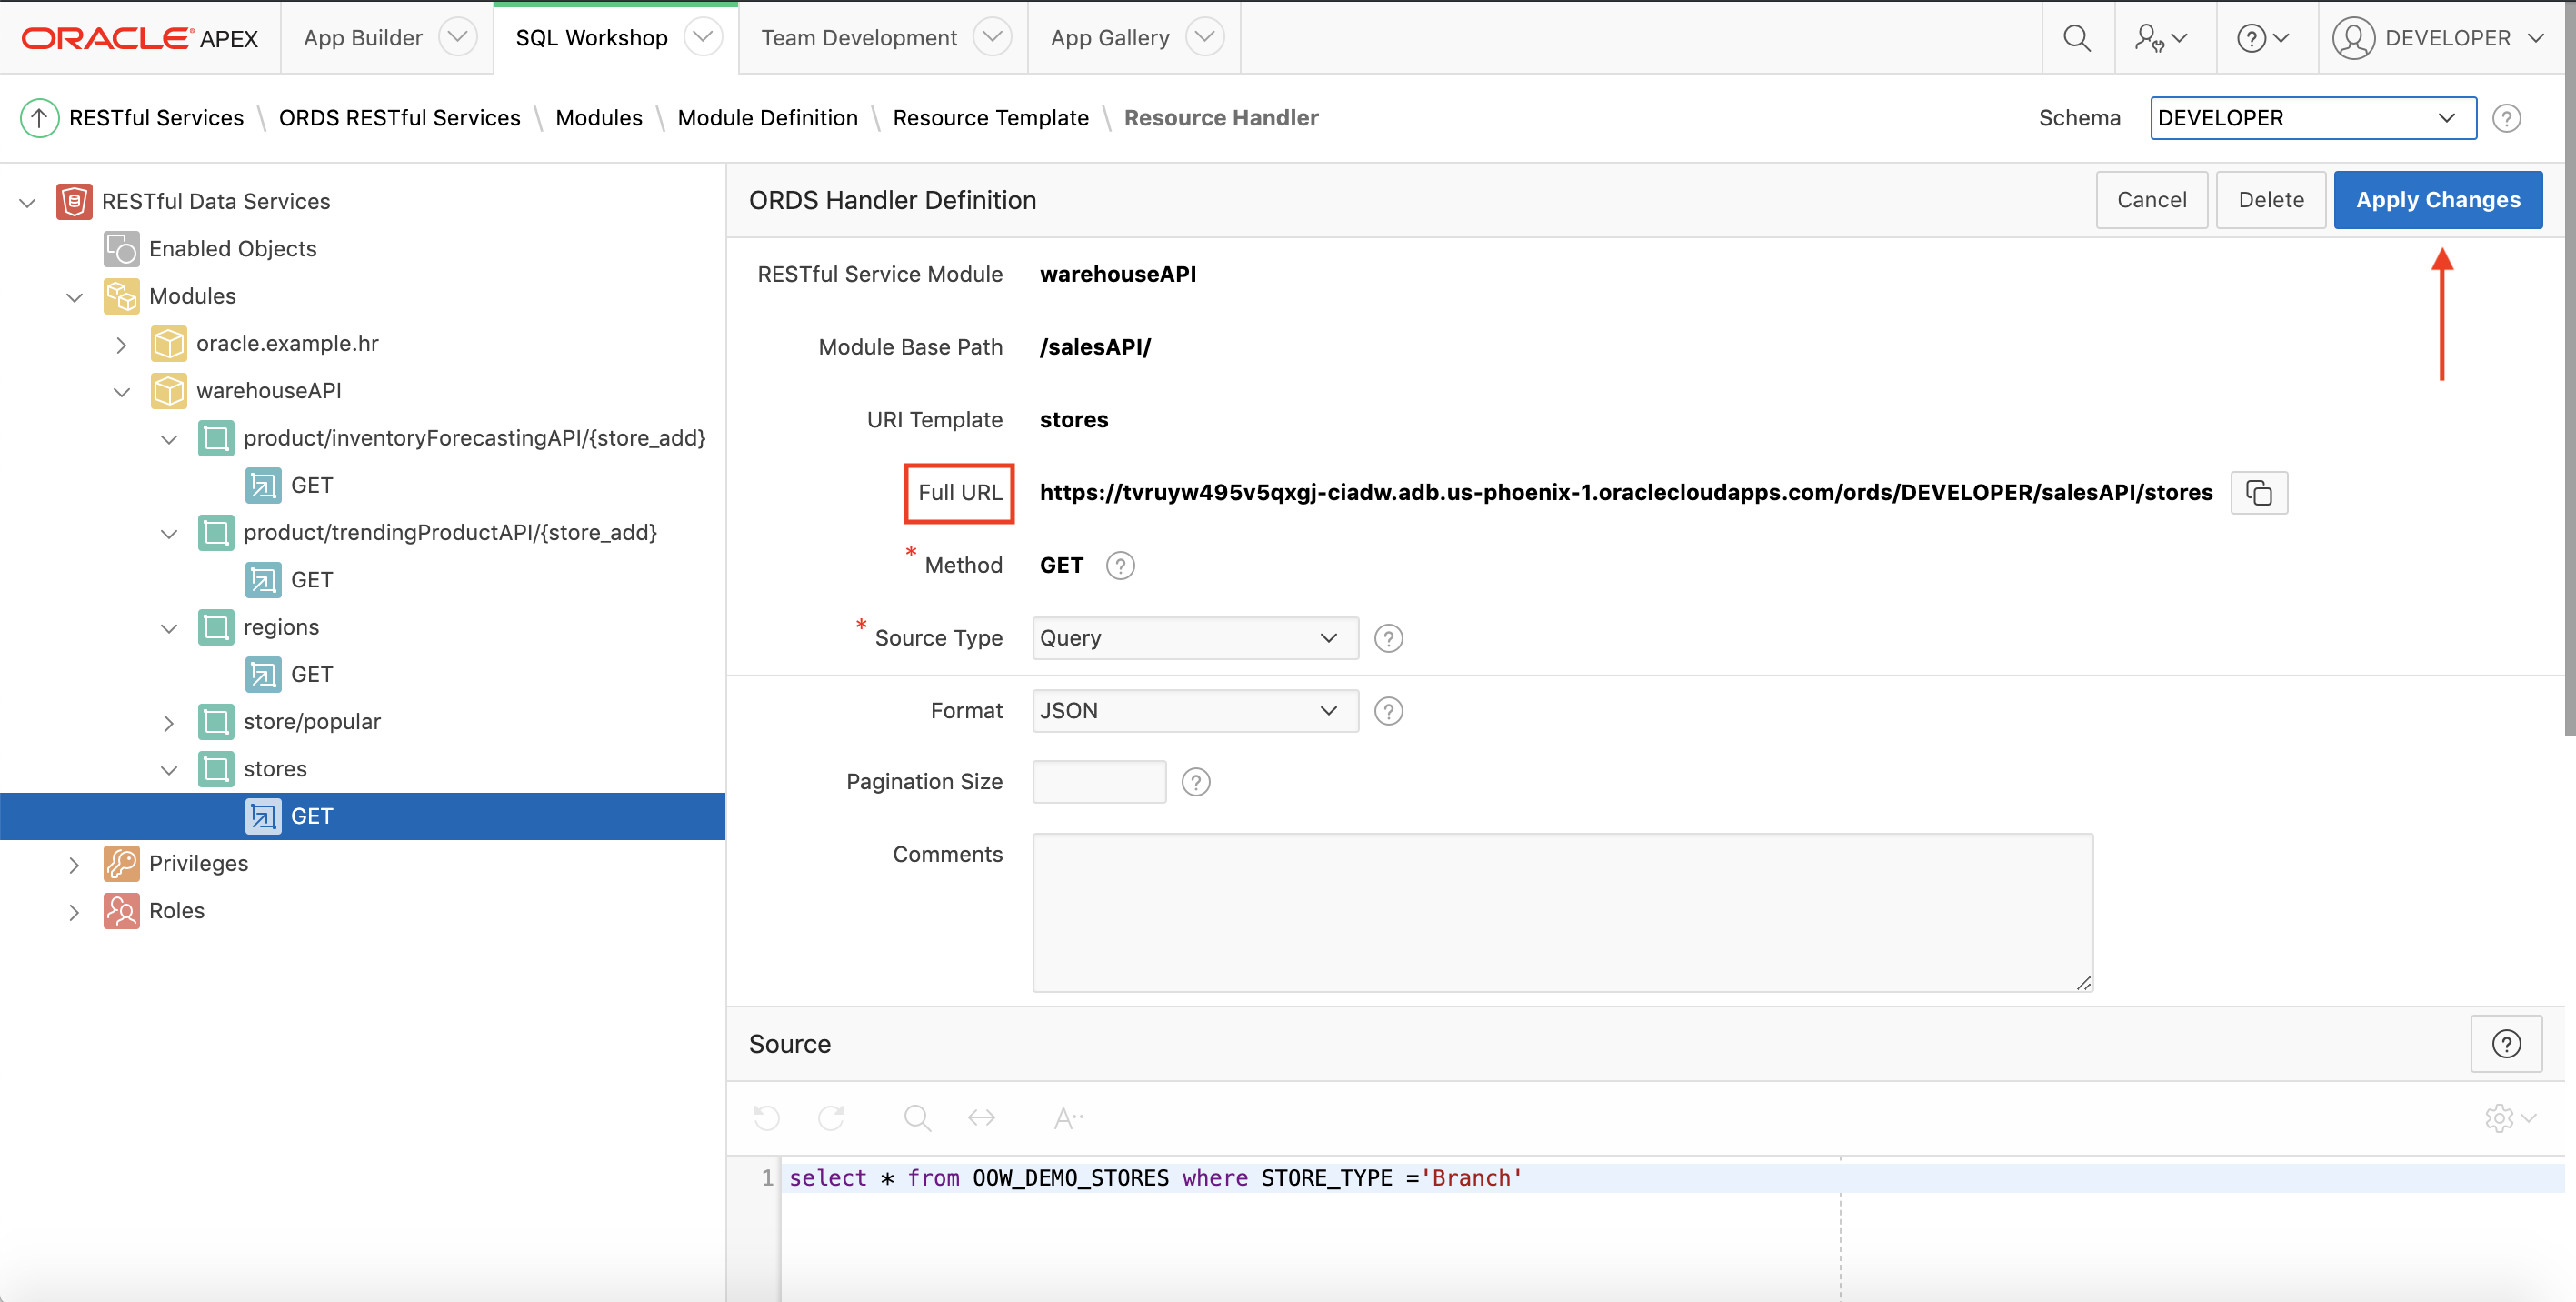 ORACLE APEX App Builder SQL Workshop Team Development App Gallery DEVELOPER
RESTful Services \ ORDS RESTful Services \ Modules \ Module Definition \ Resource Template \ Resource Handler Schema DEVELOPER
RESTful Data Services
Enabled Objects
Modules
oracle.example.hr
warehouseAPI
product/inventoryForecastingAPI/{store_add}
GET
product/trendingProductAPI/{store_add}
GET
regions
GET
store/popular
stores
GET
Privileges
Roles
ORDS Handler Definition Cancel Delete Apply Changes
RESTful Service Module warehouseAPI
Module Base Path /salesAPI/
URI Template stores
Full URL https://tvruyw495v5qxgj-ciadw.adb.us-phoenix-1.oraclecloudapps.com/ords/DEVELOPER/salesAPI/stores
* Method GET
* Source Type Query
Format JSON
Pagination Size
Comments
Source
1 select * from OOW_DEMO_STORES where STORE_TYPE ='Branch'